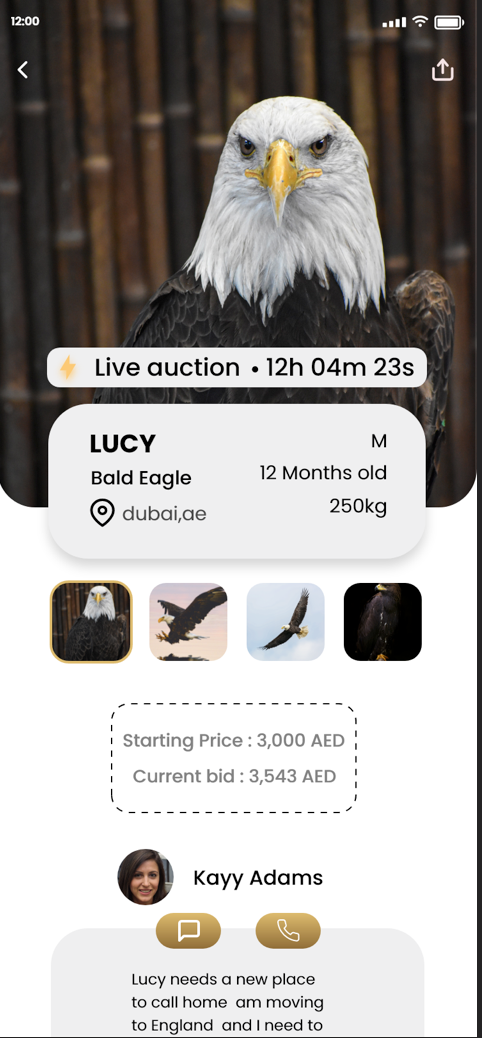 12:00
Live auction • 12h 04m 23s
LUCY
M
Bald Eagle
12 Months old
dubai,ae
250kg
Starting Price : 3,000 AED
Current bid : 3,543 AED
Kayy Adams
Lucy needs a new place
to call home am moving
to England and I need to